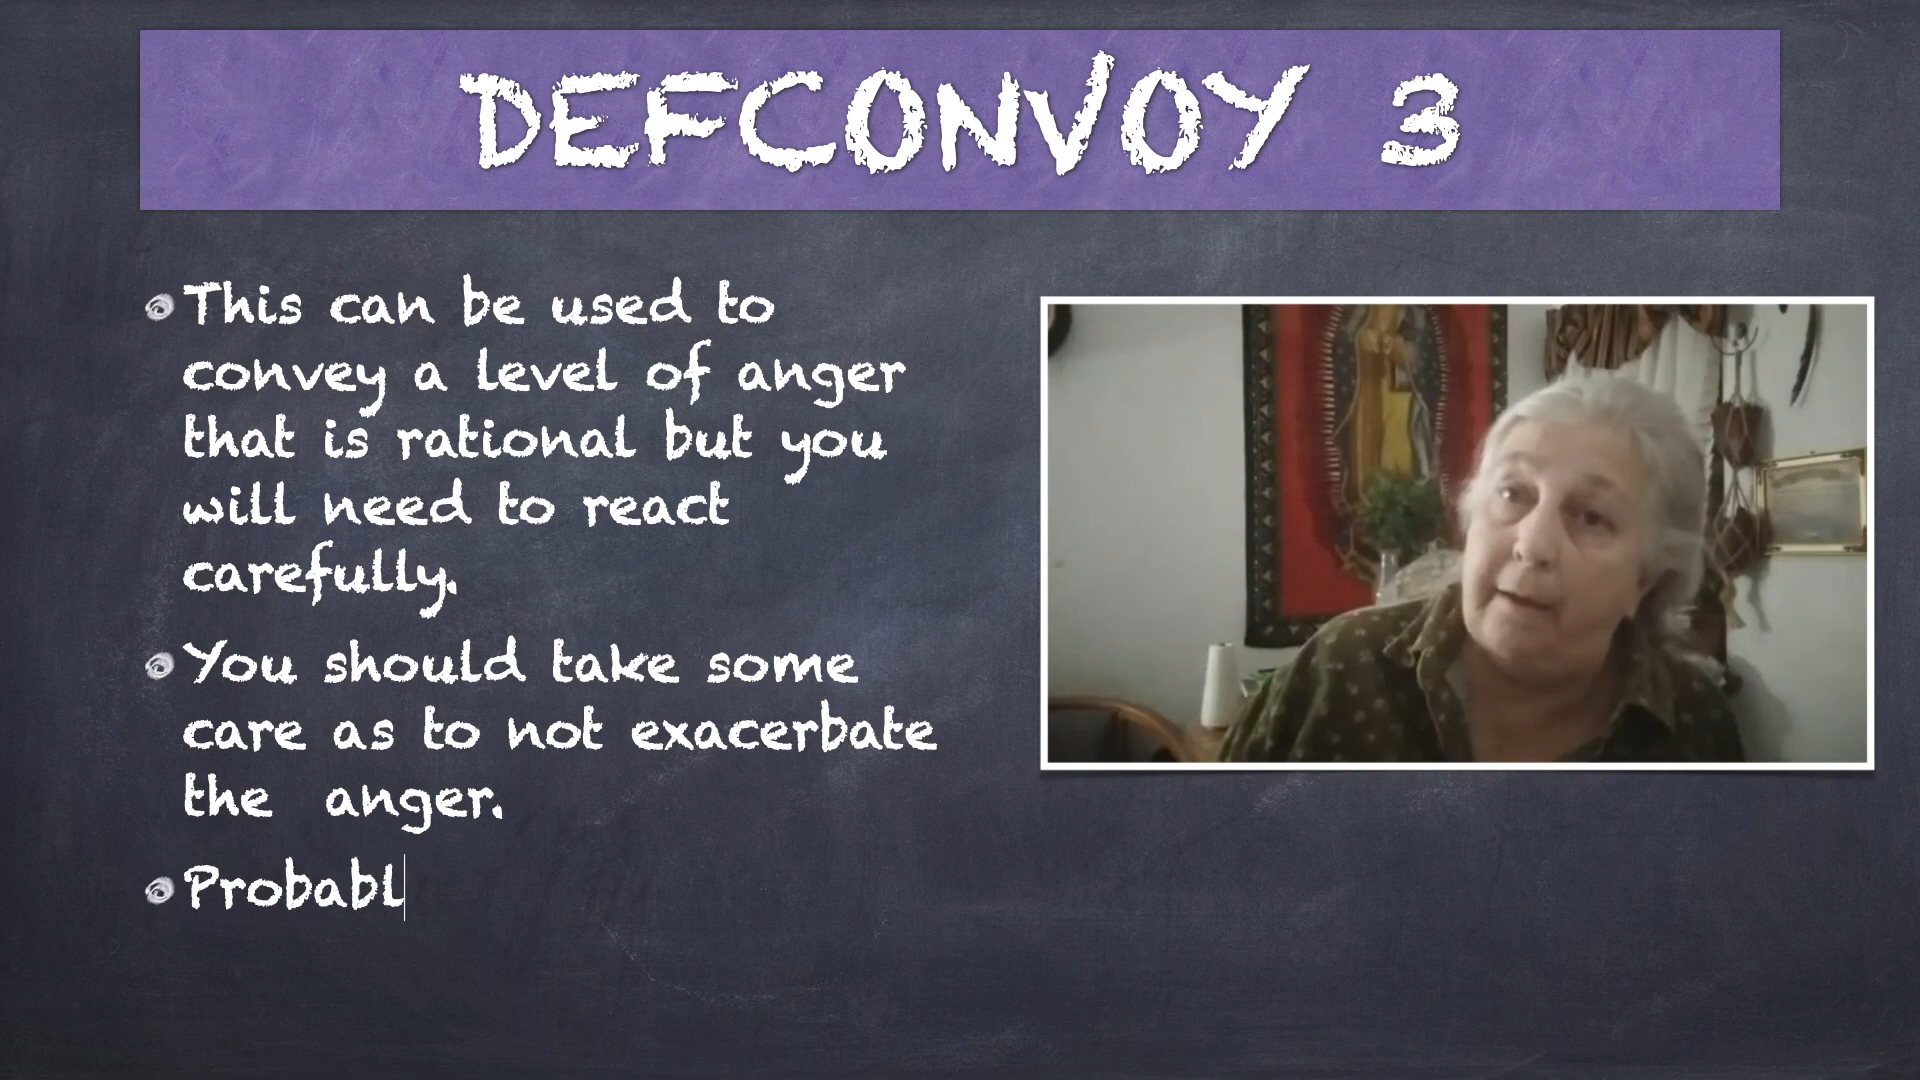 DEFCONVOY 3
This can be used to
convey a level of anger
that is rational but you
will need to react
carefully.
You should take some
care as to not exacerbate
the anger.
Probabl